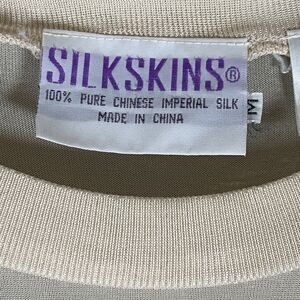 SILKSKINS®
100% PURE CHINESE IMPERIAL SILK
MADE IN CHINA
M